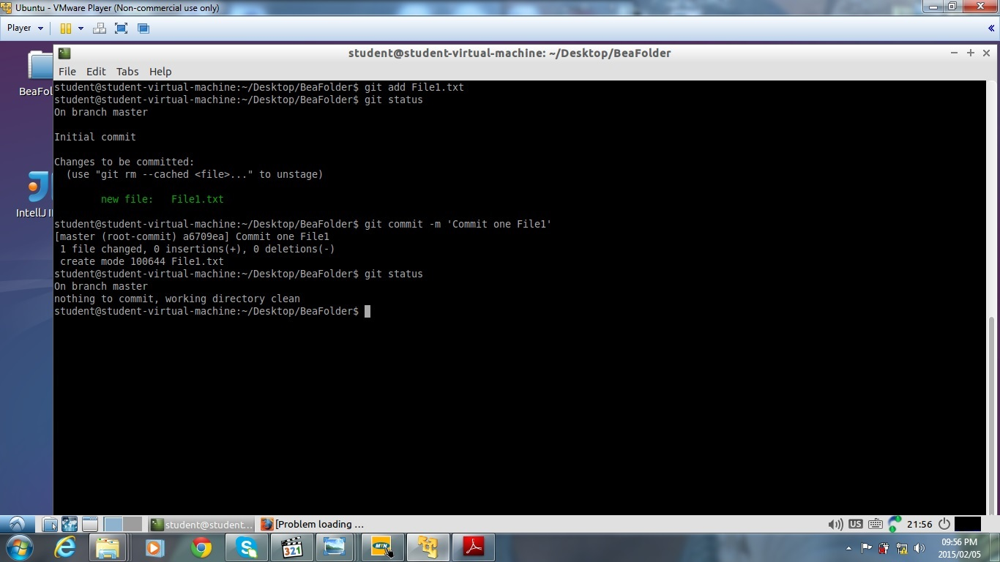 Ubuntu - VMware Player (Non-commercial use only)
Player
student@student-virtual-machine: ~/Desktop/BeaFolder
File Edit Tabs Help
BeaFol
IntellJ I
student@student-virtual-machine:~/Desktop/BeaFolder$ git add File1.txt
student@student-virtual-machine:~/Desktop/BeaFolder$ git status
On branch master
Initial commit
Changes to be committed:
(use "git rm --cached <file>..." to unstage)
new file: File1.txt
student@student-virtual-machine:~/Desktop/BeaFolder$ git commit -m 'Commit one File1'
[master (root-commit) a6709ea] Commit one File1
1 file changed, 0 insertions(+), 0 deletions(-)
create mode 100644 File1.txt
student@student-virtual-machine:~/Desktop/BeaFolder$ git status
On branch master
nothing to commit, working directory clean
student@student-virtual-machine:~/Desktop/BeaFolder$
student@student... [Problem loading ... US 21:56
321 MTN
09:56 PM
2015/02/05